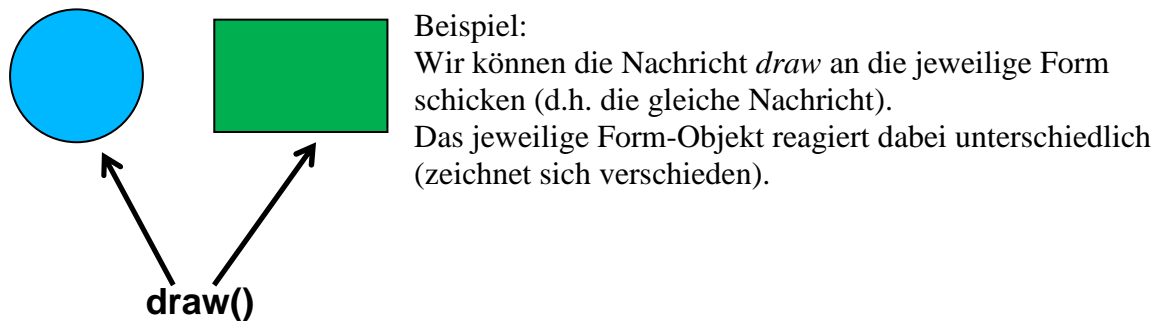 Beispiel:
Wir können die Nachricht draw an die jeweilige Form
schicken (d.h. die gleiche Nachricht).
Das jeweilige Form-Objekt reagiert dabei unterschiedlich
(zeichnet sich verschieden).
draw()